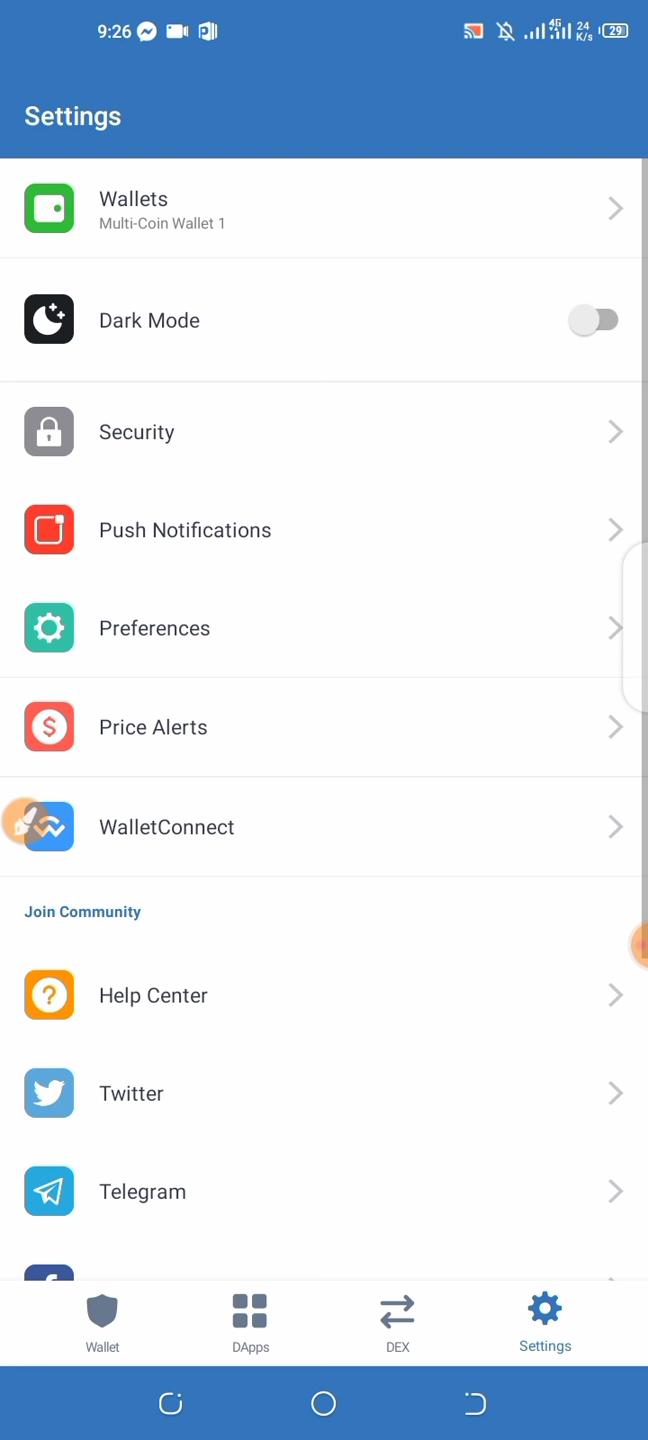 9:26
4G
24
K/s
29
Settings
Wallets
Multi-Coin Wallet 1
Dark Mode
Security
Push Notifications
Preferences
Price Alerts
WalletConnect
Join Community
Help Center
Twitter
Telegram
Wallet
DApps
DEX
Settings